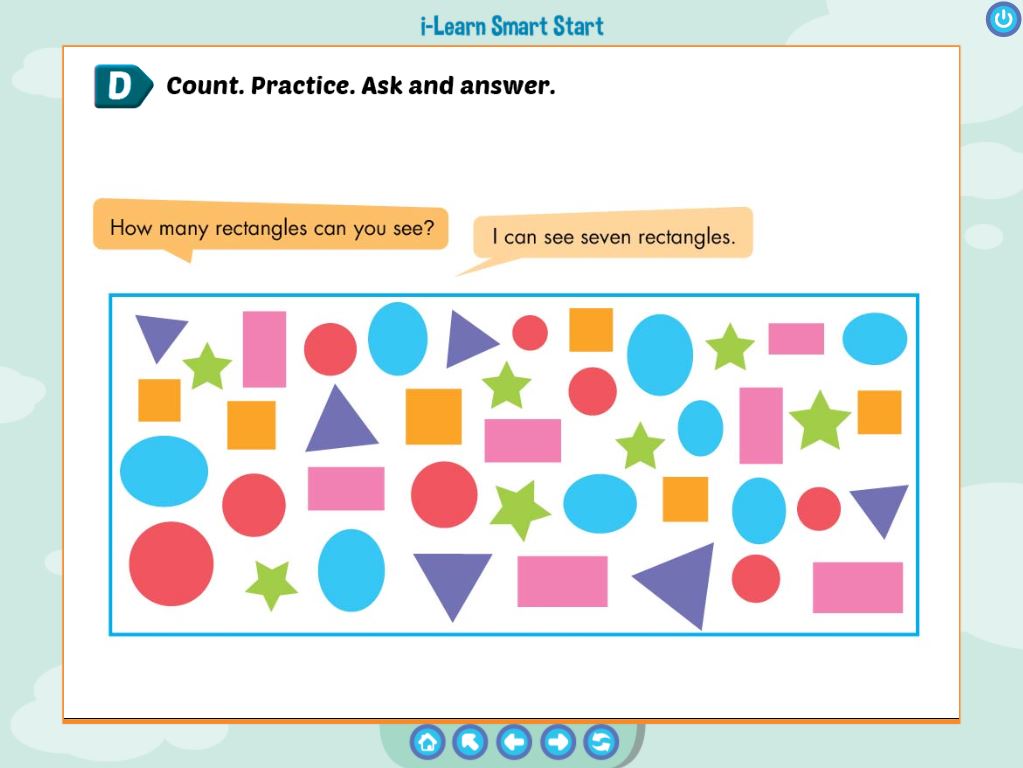 i-Learn Smart Start
D Count. Practice. Ask and answer.
How many rectangles can you see?
I can see seven rectangles.